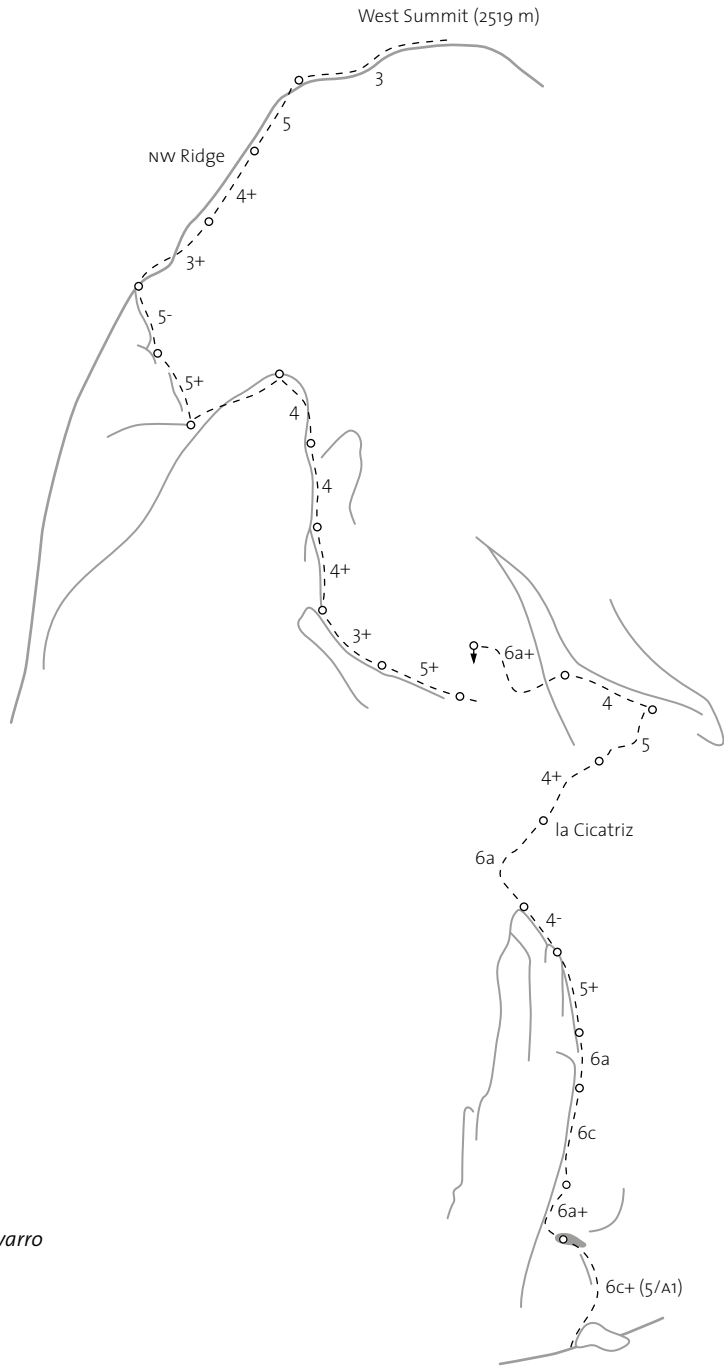 West Summit (2519 m)
3
5
NW Ridge
4+
3+
5-
5+
4
4
4+
3+
6a+
5+
4
5
4+
la Cicatriz
6a
4-
5+
6a
6c
6a+
varro
6c+ (5/A1)